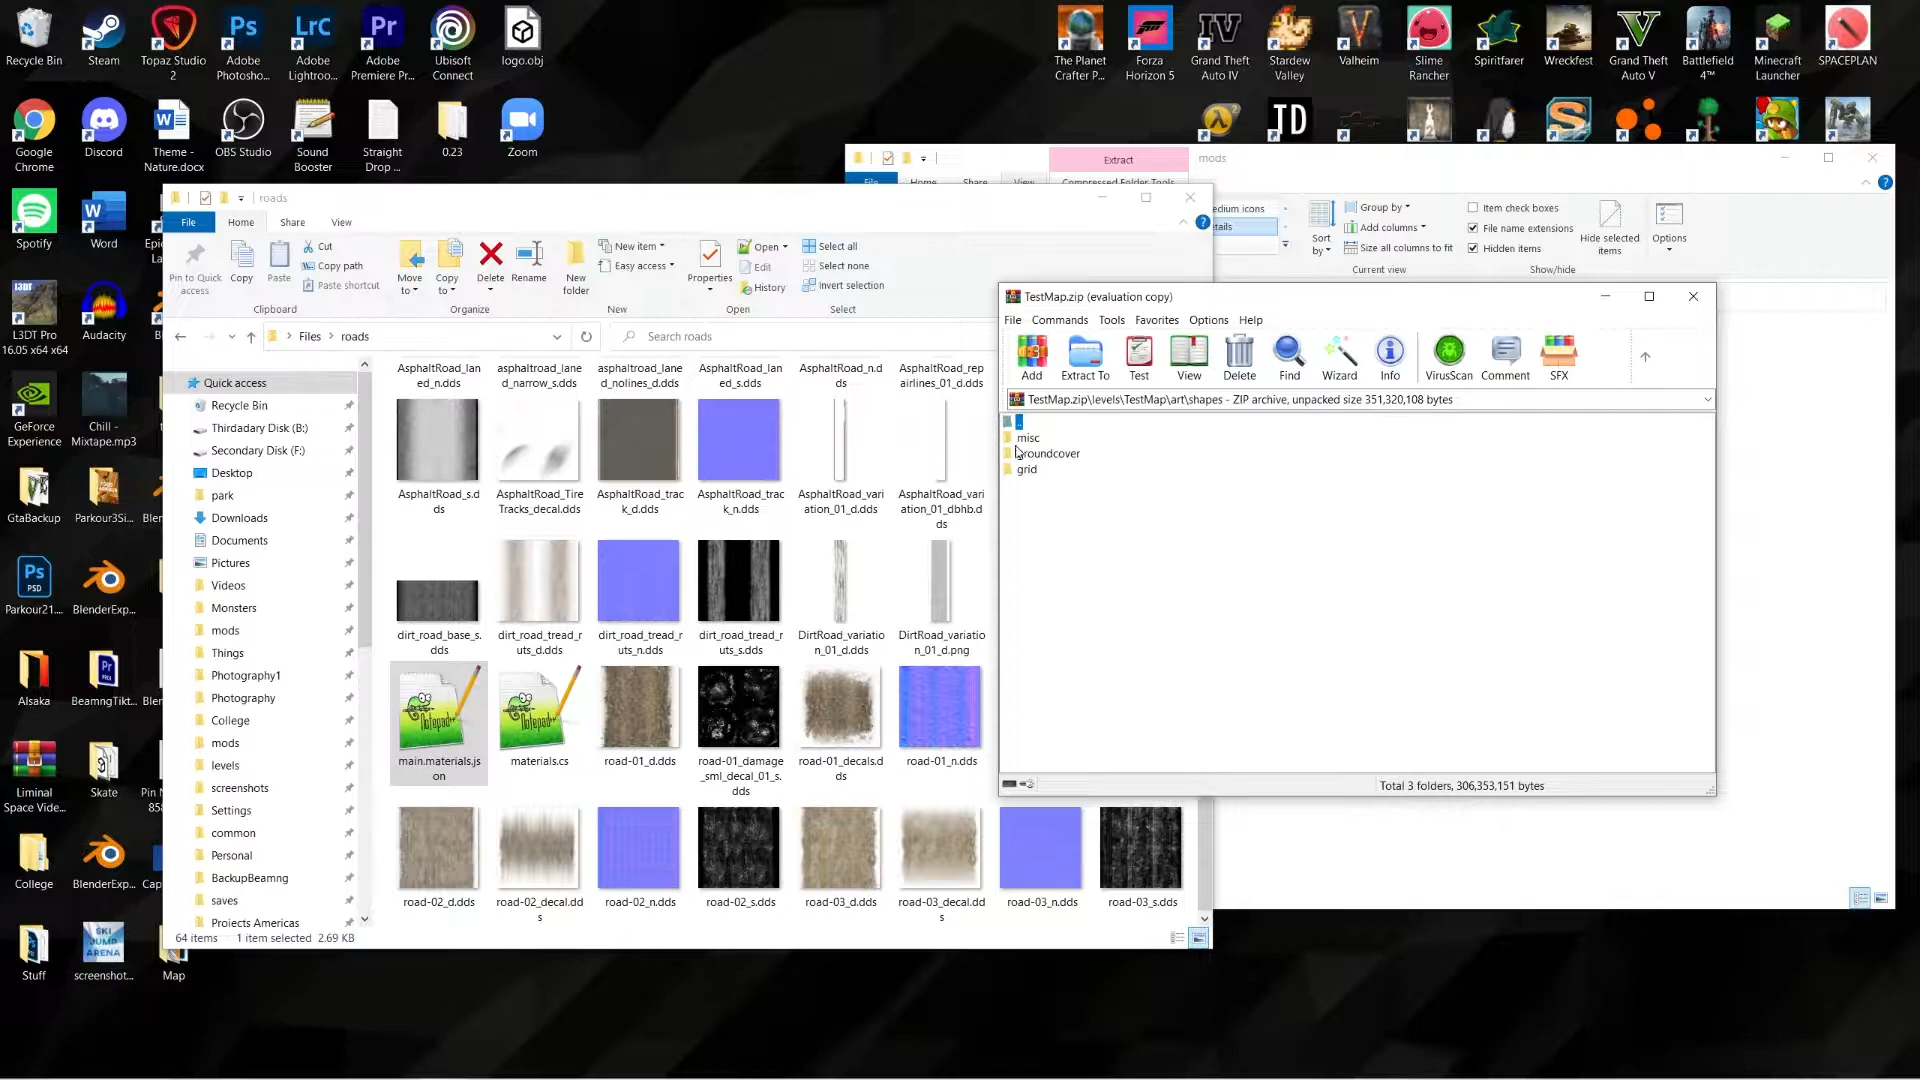 Recycle Bin
Steam
Topaz Studio
2
Adobe
Photosho...
Adobe
Lightroo...
Adobe
Premiere Pr...
Ubisoft
Connect
logo.obj
The Planet
Crafter P...
Forza
Horizon 5
Grand Theft
Auto IV
Stardew
Valley
Valheim
Slime
Rancher
Spiritfarer
Wreckfest
Grand Theft
Auto V
Battlefield
4™
Minecraft
Launcher
SPACEPLAN
Google
Chrome
Discord
Theme -
Nature.docx
OBS Studio
Sound
Booster
Straight
Drop ...
0.23
Zoom
TD
Extract
mods
File
Home
Share
View
Compressed Folder Tools
Group by
Add columns
Size all columns to fit
Sort
by
Current view
Item check boxes
File name extensions
Hidden items
Hide selected
items
Options
Show/hide
roads
File
Home
Share
View
Pin to Quick
access
Copy
Paste
Cut
Copy path
Paste shortcut
Clipboard
Move
to
Copy
to
Delete
Rename
Organize
New
folder
New item
Easy access
New
Properties
Open
Edit
History
Open
Select all
Select none
Invert selection
Select
Files
roads
Search roads
Quick access
Recycle Bin
Thirdadary Disk (B:)
Secondary Disk (F:)
Desktop
park
Downloads
Documents
Pictures
Videos
Monsters
mods
Things
Photography1
Photography
College
mods
levels
screenshots
Settings
common
Personal
BackupBeamng
saves
Projects Americas
AsphaltRoad_lan
ed_n.dds
asphaltroad_lane
d_narrow_s.dds
asphaltroad_lane
d_nolines_d.dds
AsphaltRoad_lan
ed_s.dds
AsphaltRoad_n.d
ds
AsphaltRoad_rep
airlines_01_d.dds
AsphaltRoad_s.d
ds
AsphaltRoad_Tire
Tracks_decal.dds
AsphaltRoad_trac
k_d.dds
AsphaltRoad_trac
k_n.dds
AsphaltRoad_vari
ation_01_d.dds
AsphaltRoad_vari
ation_01_dbhb.d
ds
dirt_road_base_s.
dds
dirt_road_tread_r
uts_d.dds
dirt_road_tread_r
uts_n.dds
dirt_road_tread_r
uts_s.dds
DirtRoad_variatio
n_01_d.dds
DirtRoad_variatio
n_01_d.png
main.materials.js
on
materials.cs
road-01_d.dds
road-01_damage
_sml_decal_01_s.
dds
road-01_decals.d
ds
road-01_n.dds
road-02_d.dds
road-02_decal.dd
s
road-02_n.dds
road-02_s.dds
road-03_d.dds
road-03_decal.dd
s
road-03_n.dds
road-03_s.dds
64 items
1 item selected
2.69 KB
TestMap.zip (evaluation copy)
File
Commands
Tools
Favorites
Options
Help
Add
Extract To
Test
View
Delete
Find
Wizard
Info
VirusScan
Comment
SFX
TestMap.zip\levels\TestMap\art\shapes - ZIP archive, unpacked size 351,320,108 bytes
..
misc
grid
Total 3 folders, 306,353,151 bytes
Spotify
Word
L3DT Pro
16.05 x64 x64
Audacity
GeForce
Experience
Chill -
Mixtape.mp3
GtaBackup
Parkour3Si...
Parkour21....
BlenderExp...
Alsaka
BeamngTikt...
Liminal
Space Vide...
Skate
College
BlenderExp...
Stuff
screenshot...
Map
SKI
JUMP
ARENA